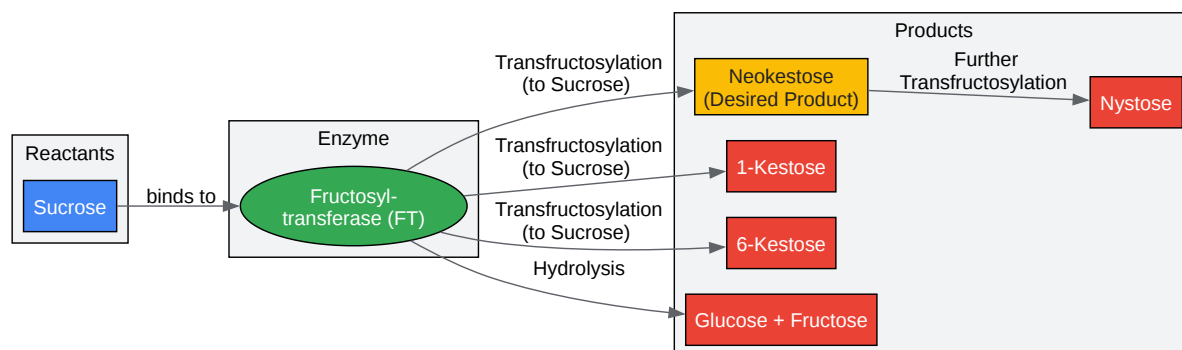 Reactants
Sucrose
binds to
Enzyme
Fructosyl-
transferase (FT)
Transfructosylation
(to Sucrose)
Transfructosylation
(to Sucrose)
Transfructosylation
(to Sucrose)
Hydrolysis
Products
Neokestose
(Desired Product)
Further
Transfructosylation
Nystose
1-Kestose
6-Kestose
Glucose + Fructose